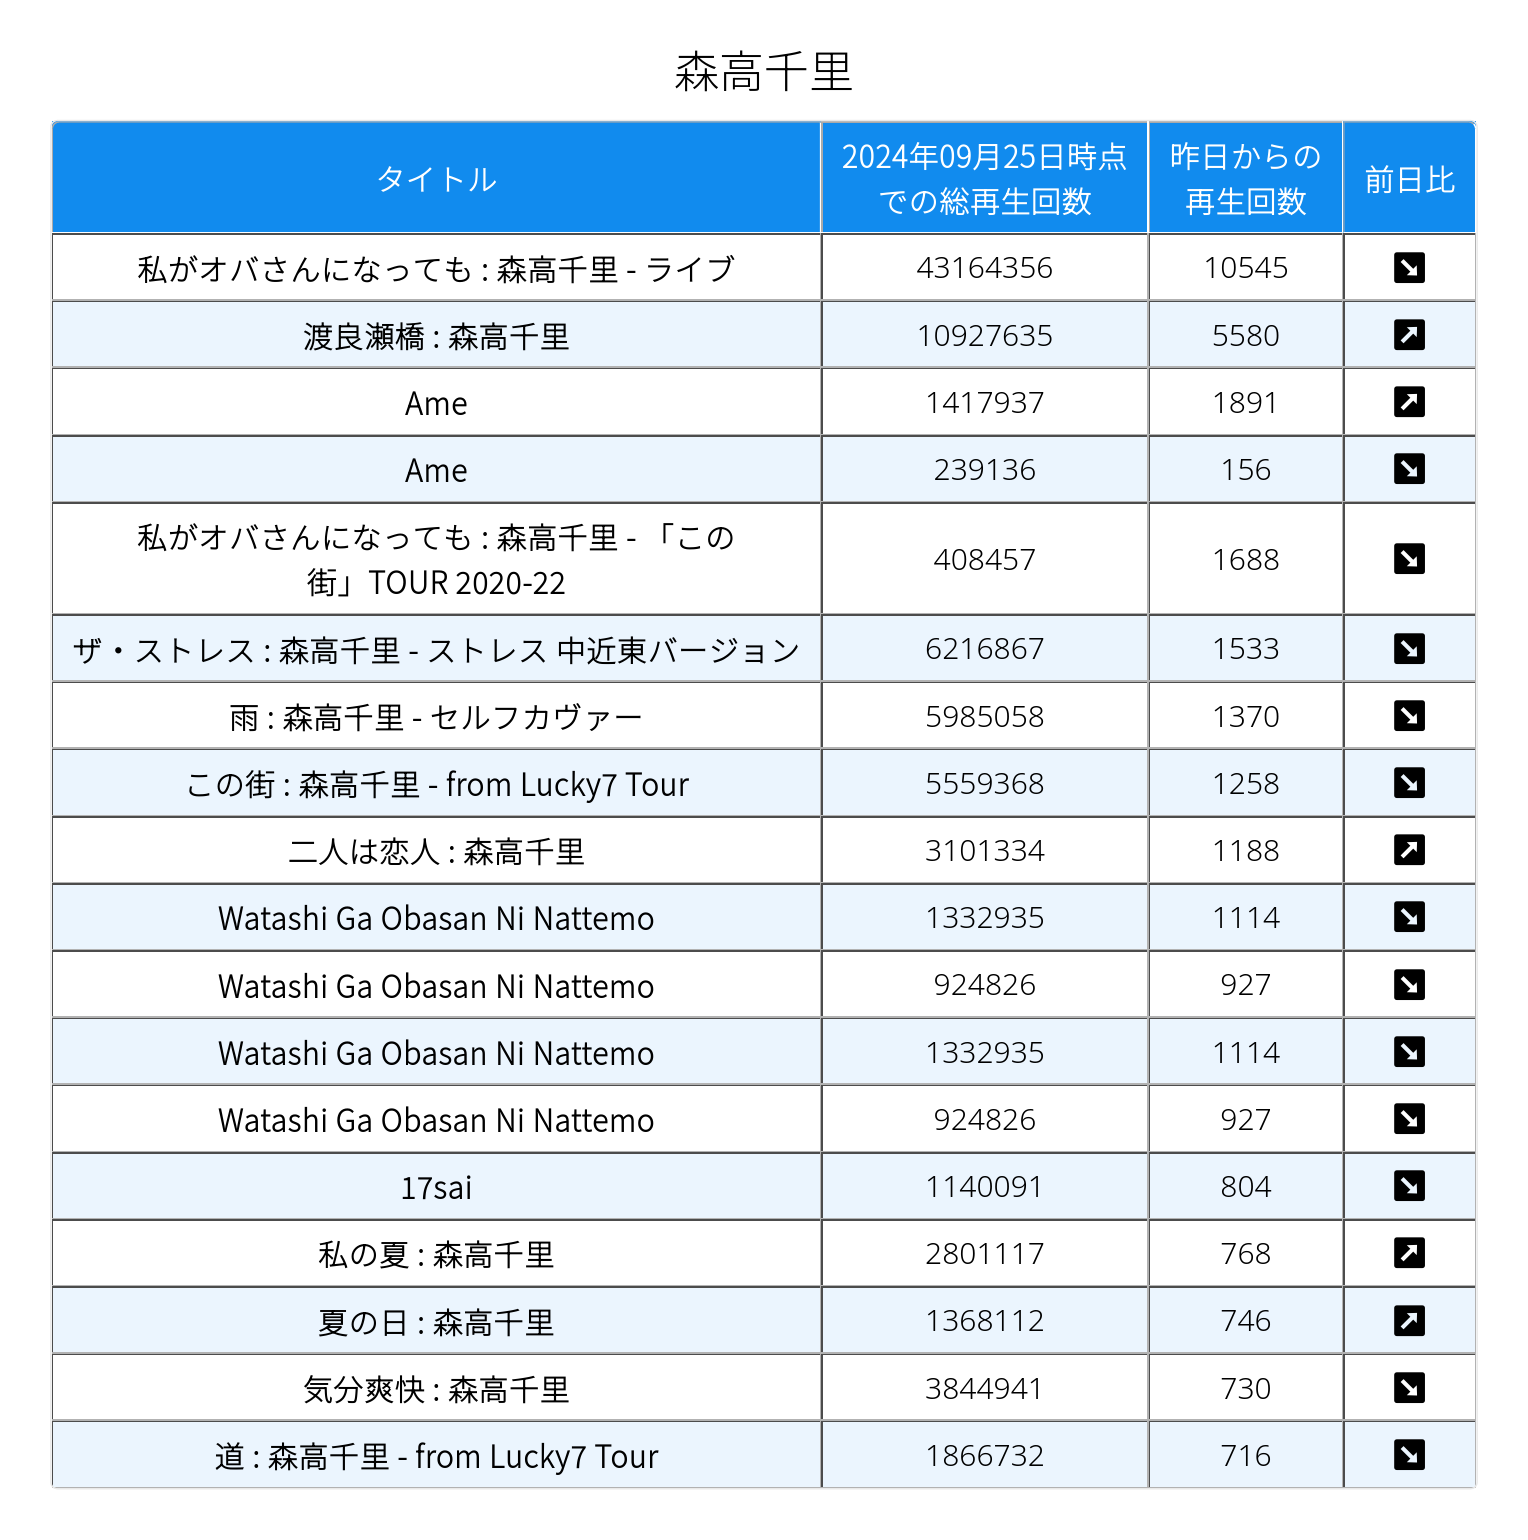 森高千里
タイトル
2024年09月25日時点
での総再生回数
昨日からの
再生回数
前日比
私がオバさんになっても : 森高千里 - ライブ 43164356 10545
渡良瀬橋 : 森高千里 10927635 5580
Ame 1417937 1891
Ame 239136 156
私がオバさんになっても : 森高千里 - 「この
街」TOUR 2020-22 408457 1688
ザ・ストレス : 森高千里 - ストレス 中近東バージョン 6216867 1533
雨 : 森高千里 - セルフカヴァー 5985058 1370
この街 : 森高千里 - from Lucky7 Tour 5559368 1258
二人は恋人 : 森高千里 3101334 1188
Watashi Ga Obasan Ni Nattemo 1332935 1114
Watashi Ga Obasan Ni Nattemo 924826 927
Watashi Ga Obasan Ni Nattemo 1332935 1114
Watashi Ga Obasan Ni Nattemo 924826 927
17sai 1140091 804
私の夏 : 森高千里 2801117 768
夏の日 : 森高千里 1368112 746
気分爽快 : 森高千里 3844941 730
道 : 森高千里 - from Lucky7 Tour 1866732 716